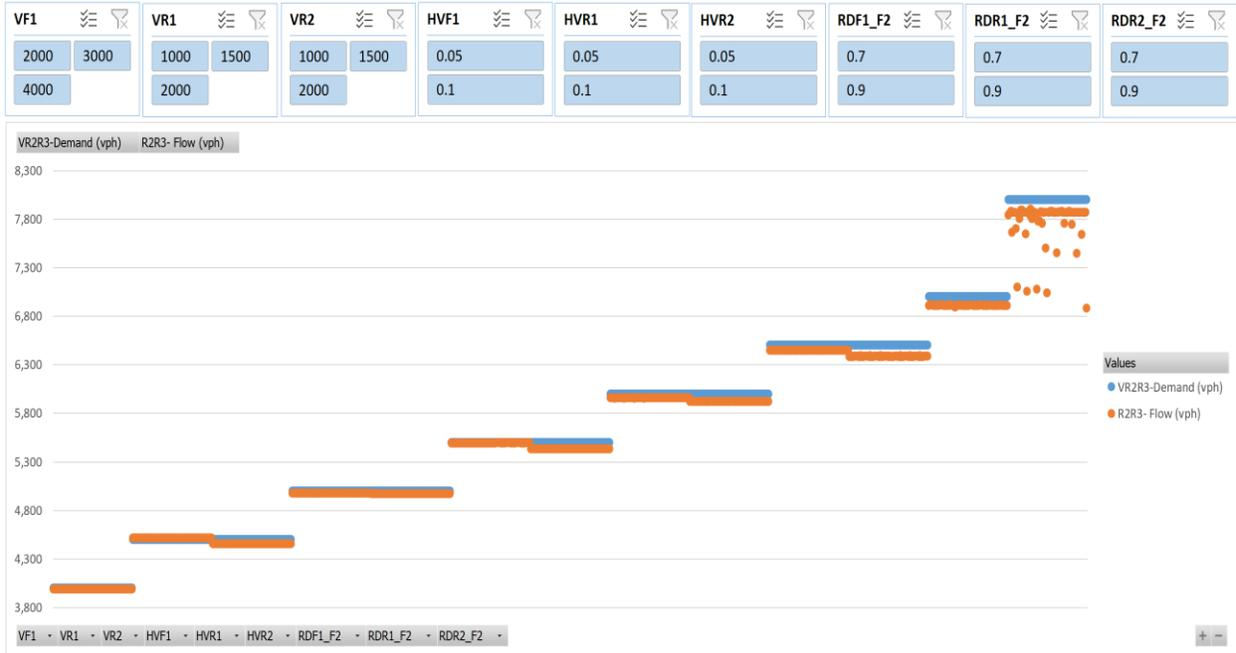 VF1 VR1 VR2 HVF1 HVR1 HVR2 RDF1_F2 RDR1_F2 RDR2_F2
2000 3000 1000 1500 1000 1500 0.05 0.05 0.05 0.7 0.7 0.7
4000 2000 2000 0.1 0.1 0.1 0.9 0.9 0.9
VR2R3-Demand (vph) R2R3- Flow (vph)
8,300
7,800
7,300
6,800
6,300
5,800
5,300
4,800
4,300
3,800
Values
VR2R3-Demand (vph)
R2R3- Flow (vph)
VF1 VR1 VR2 HVF1 HVR1 HVR2 RDF1_F2 RDR1_F2 RDR2_F2
+ −